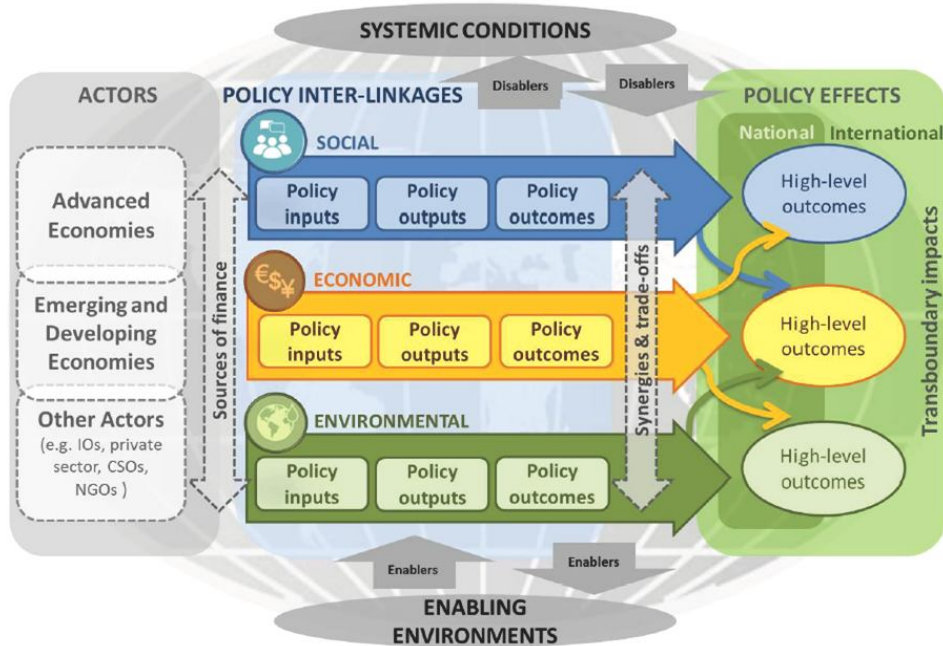 SYSTEMIC CONDITIONS
Disablers
Disablers
ACTORS
POLICY INTER-LINKAGES
POLICY EFFECTS
National
International
SOCIAL
Advanced
Economies
Policy
inputs
Policy
outputs
Policy
outcomes
High-level
outcomes
ECONOMIC
€$¥
Emerging and
Developing
Economies
Policy
inputs
Policy
outputs
Policy
outcomes
High-level
outcomes
Sources of finance
Synergies & trade-offs
Transboundary impacts
ENVIRONMENTAL
Other Actors
(e.g. IOs, private
sector, CSOs,
NGOs )
Policy
inputs
Policy
outputs
Policy
outcomes
High-level
outcomes
Enablers
Enablers
ENABLING
ENVIRONMENTS